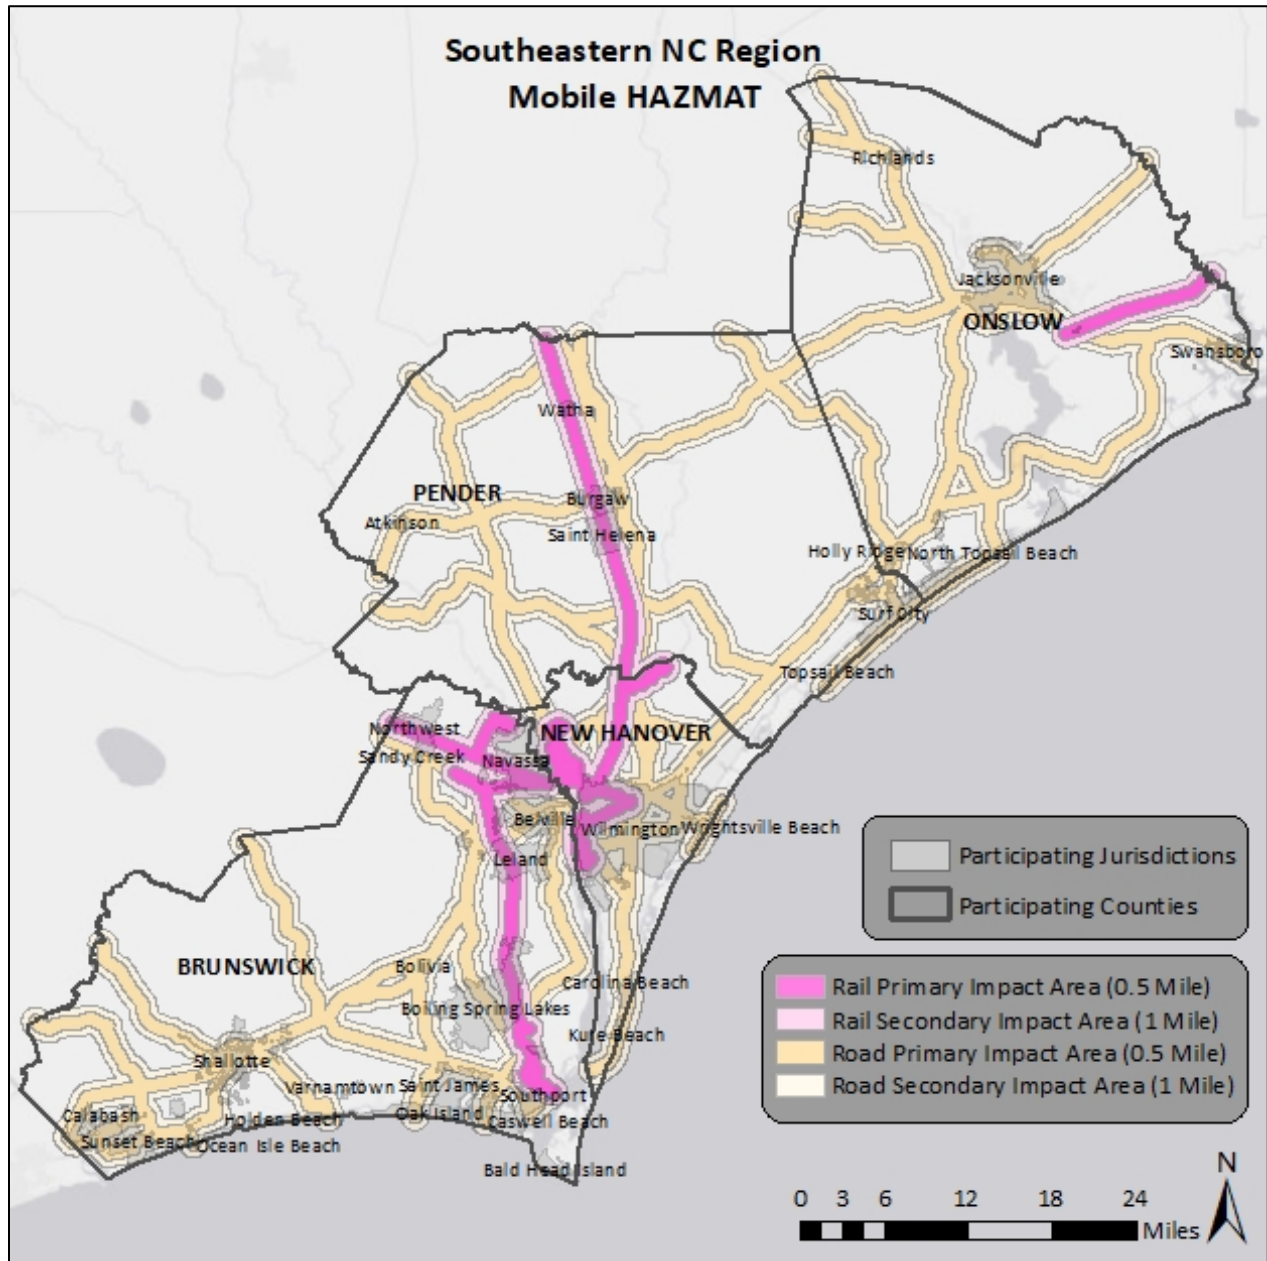 Southeastern NC Region
Mobile HAZMAT
Richlands
Jacksonville
ONSLOW
Swansboro
Watha
PENDER
Burgaw
Atkinson
Saint Helena
Holly Ridge
North Topsail Beach
Surf City
Topsail Beach
Northwest
NEW HANOVER
Sandy Creek
Navassa
Belville
Wilmington
Wrightsville Beach
Leland
BRUNSWICK
Bolivia
Carolina Beach
Boiling Spring Lakes
Kure Beach
Shallotte
Varnamtown
Saint James
Southport
Calabash
Holden Beach
Oak Island
Caswell Beach
Sunset Beach
Ocean Isle Beach
Bald Head Island
Participating Jurisdictions
Participating Counties
Rail Primary Impact Area (0.5 Mile)
Rail Secondary Impact Area (1 Mile)
Road Primary Impact Area (0.5 Mile)
Road Secondary Impact Area (1 Mile)
N
0 3 6 12 18 24
Miles